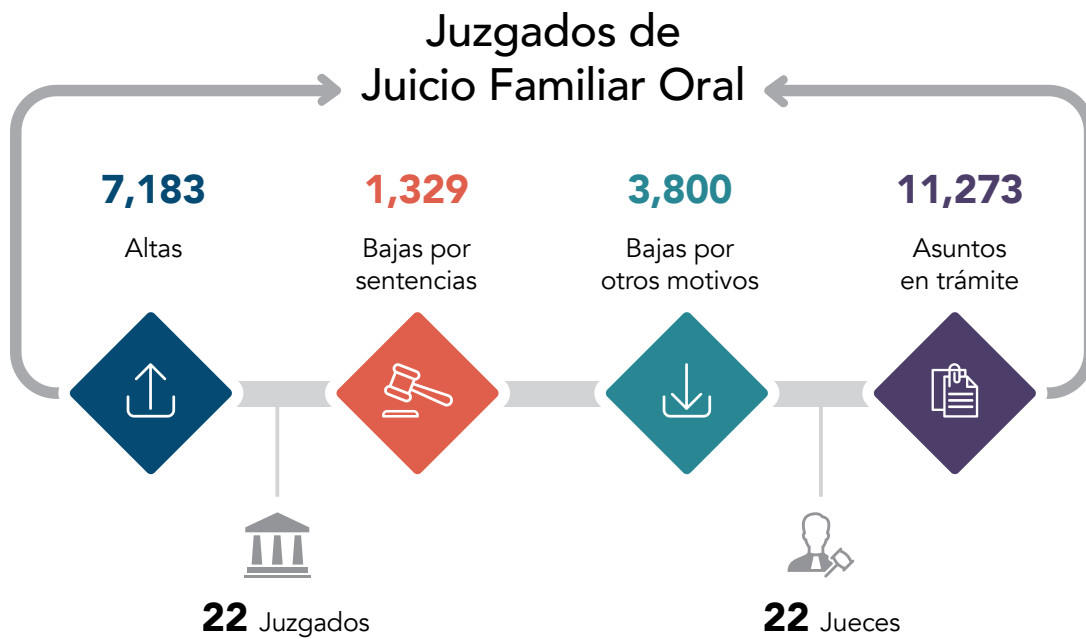 Juzgados de
Juicio Familiar Oral
7,183
Altas
1,329
Bajas por
sentencias
3,800
Bajas por
otros motivos
11,273
Asuntos
en trámite
22 Juzgados
22 Jueces